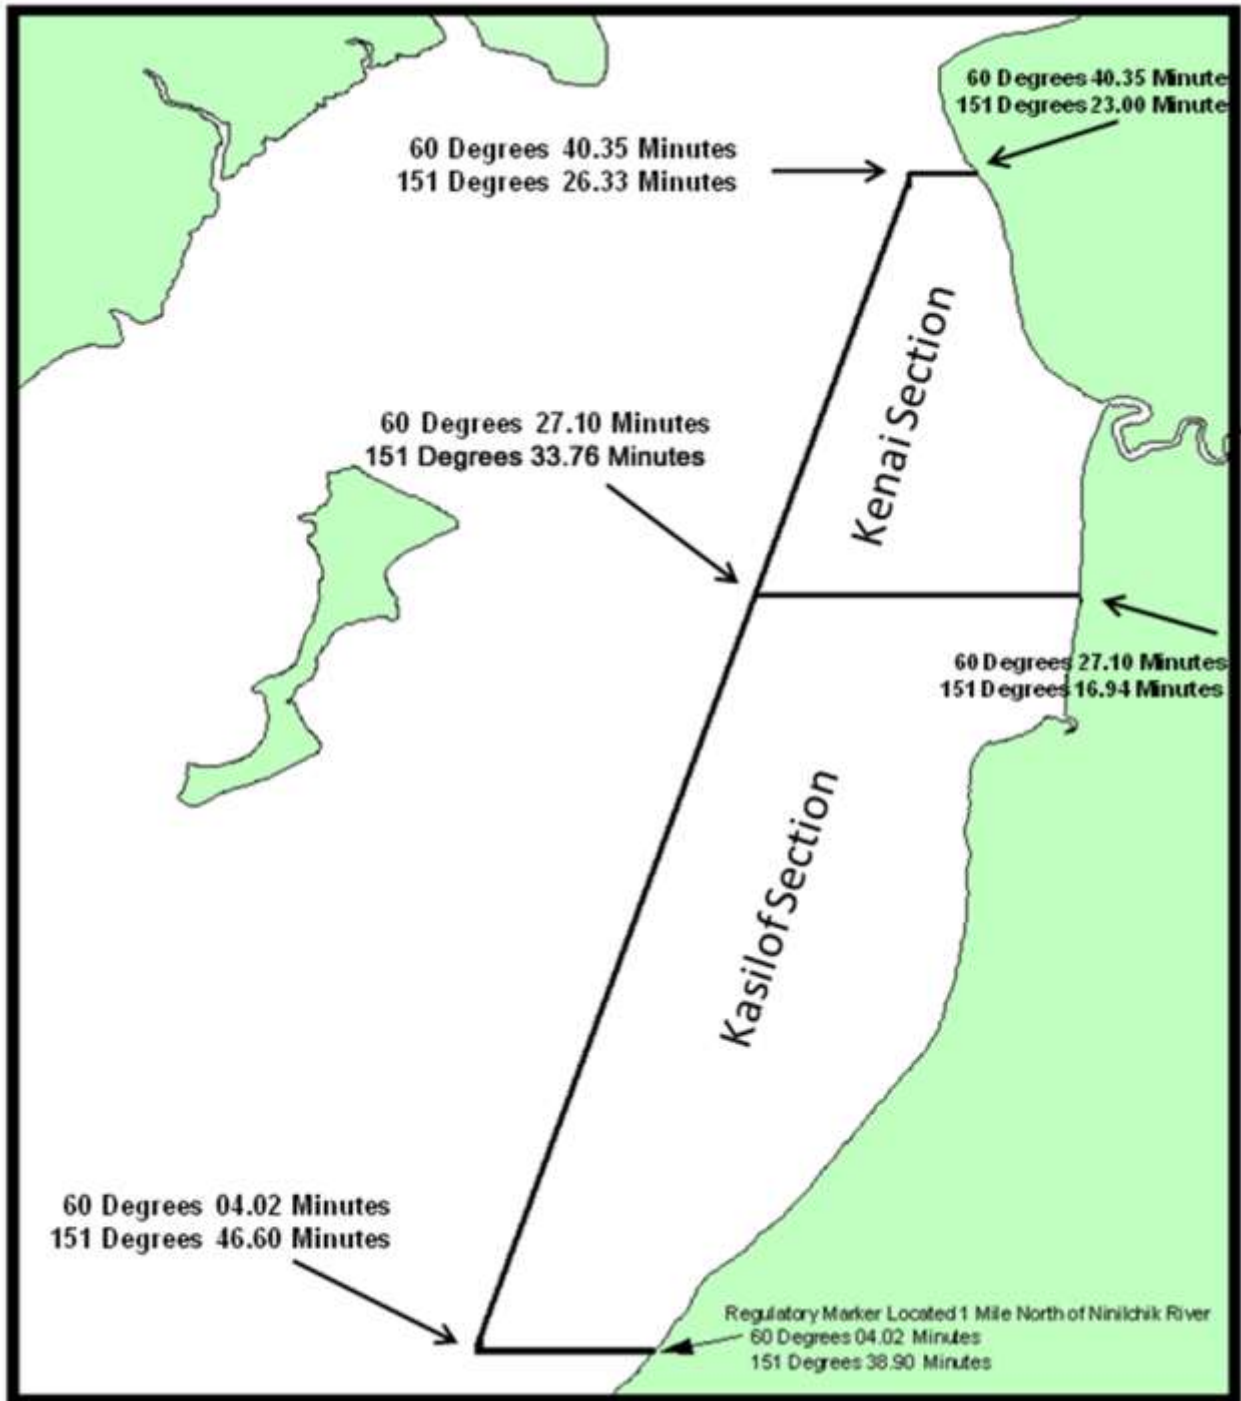 60 Degrees 40.35 Minute
151 Degrees 23.00 Minute
60 Degrees 40.35 Minutes
151 Degrees 26.33 Minutes
Kenai Section
60 Degrees 27.10 Minutes
151 Degrees 33.76 Minutes
60 Degrees 27.10 Minutes
151 Degrees 16.94 Minutes
Kasilof Section
60 Degrees 04.02 Minutes
151 Degrees 46.60 Minutes
Regulatory Marker Located 1 Mile North of Ninilchik River
60 Degrees 04.02 Minutes
151 Degrees 38.90 Minutes